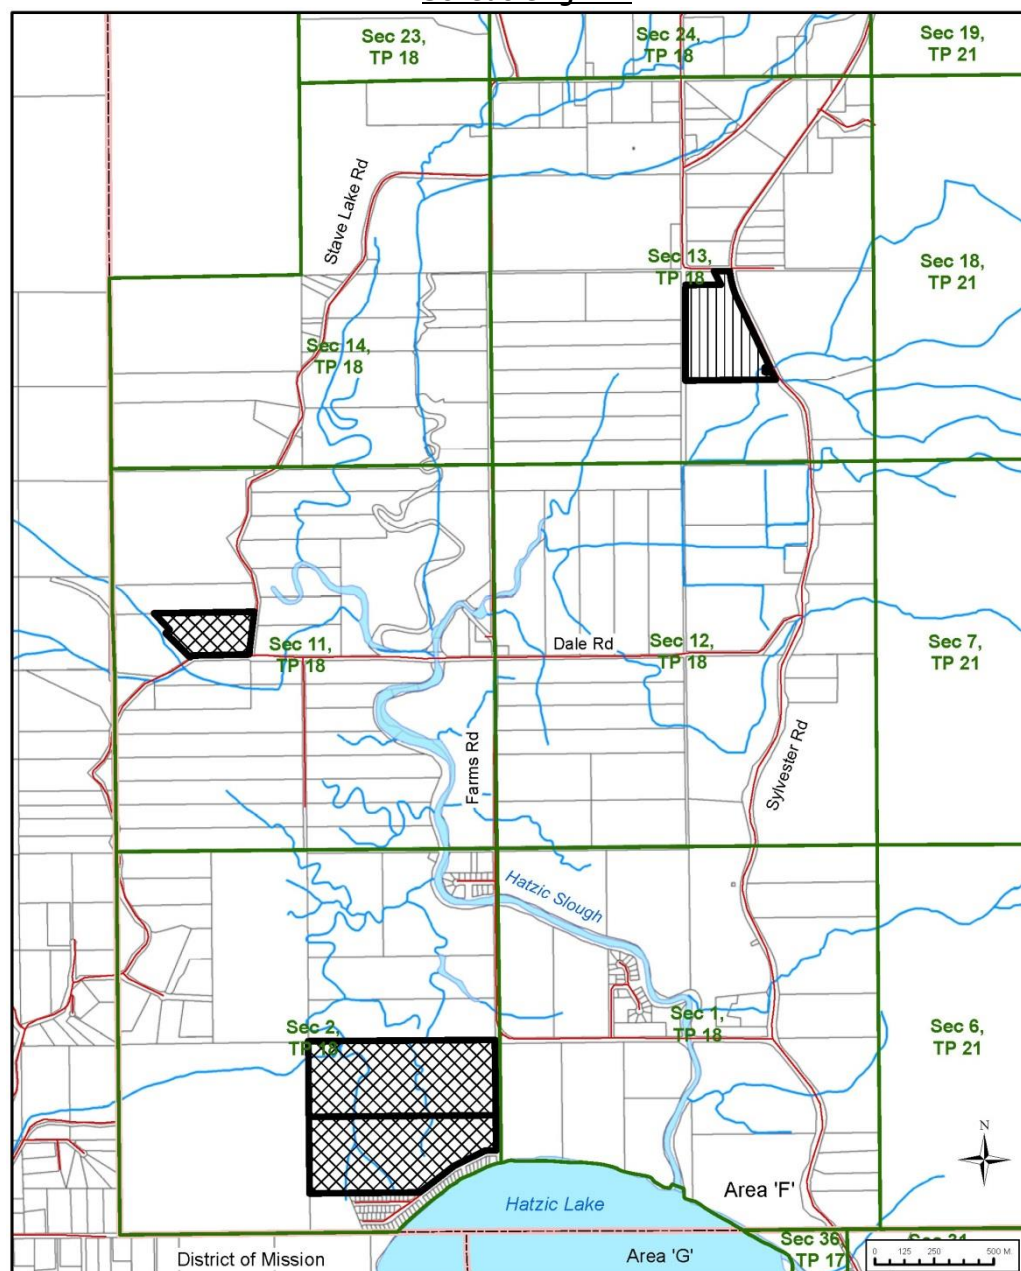 Sec 23,
TP 18
Sec 24,
TP 18
Sec 19,
TP 21
Stave Lake Rd
Sec 13,
TP 18
Sec 18,
TP 21
Sec 14,
TP 18
Sec 11,
TP 18
Dale Rd
Sec 12,
TP 18
Sec 7,
TP 21
Farms Rd
Sylvester Rd
Hatzic Slough
Sec 2,
TP 18
Sec 1,
TP 18
Sec 6,
TP 21
N
Area 'F'
Hatzic Lake
District of Mission
Area 'G'
Sec 36,
TP 17
0 125 250 500 M.